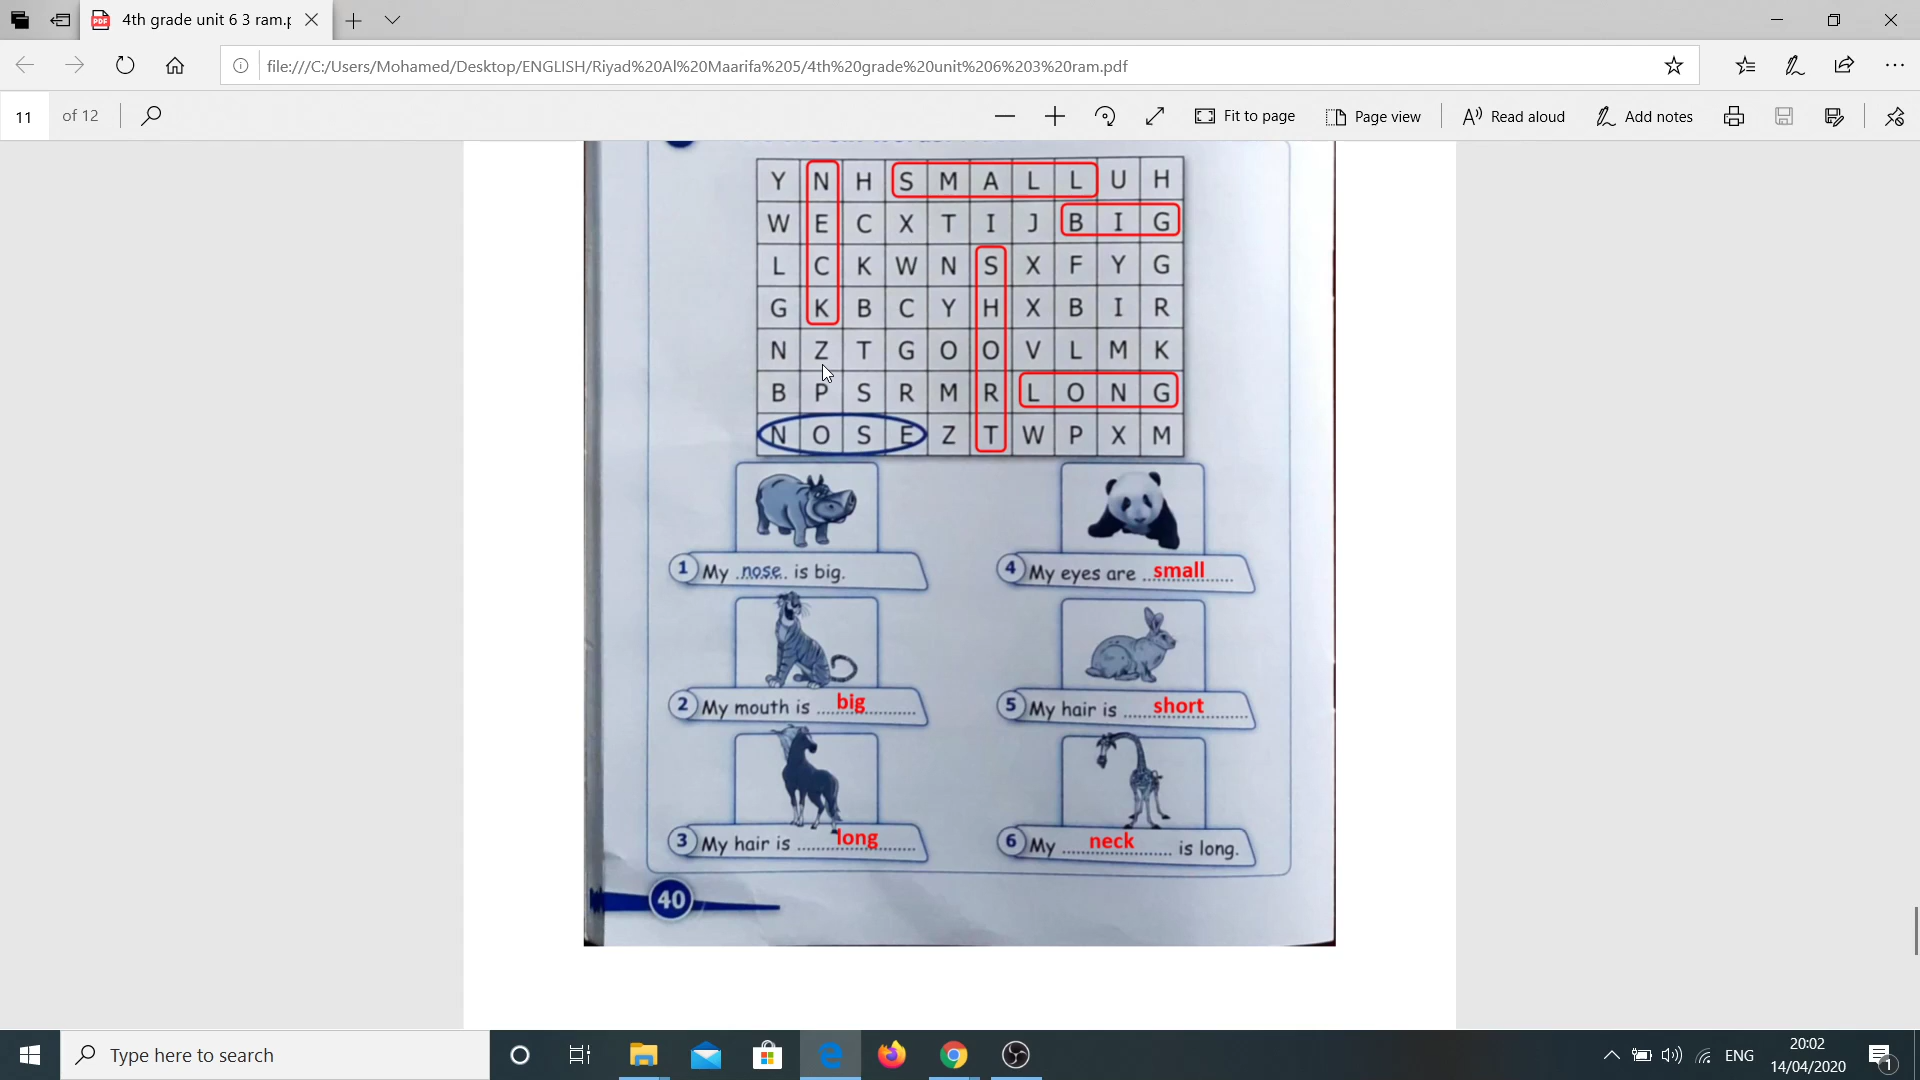 4th grade unit 6 3 ram.p
file:///C:/Users/Mohamed/Desktop/ENGLISH/Riyad%20Al%20Maarifa%205/4th%20grade%20unit%206%203%20ram.pdf
11 of 12
Fit to page
Page view
Read aloud
Add notes
Y N H S M A L L U H
W E C X T I J B I G
L C K W N S X F Y G
G K B C Y H X B I R
N Z T G O O V L M K
B P S R M R L O N G
N O S E Z T W P X M
1 My nose is big.
4 My eyes are small
2 My mouth is big
5 My hair is short
3 My hair is long
6 My neck is long.
40
Type here to search
ENG
20:02
14/04/2020
1